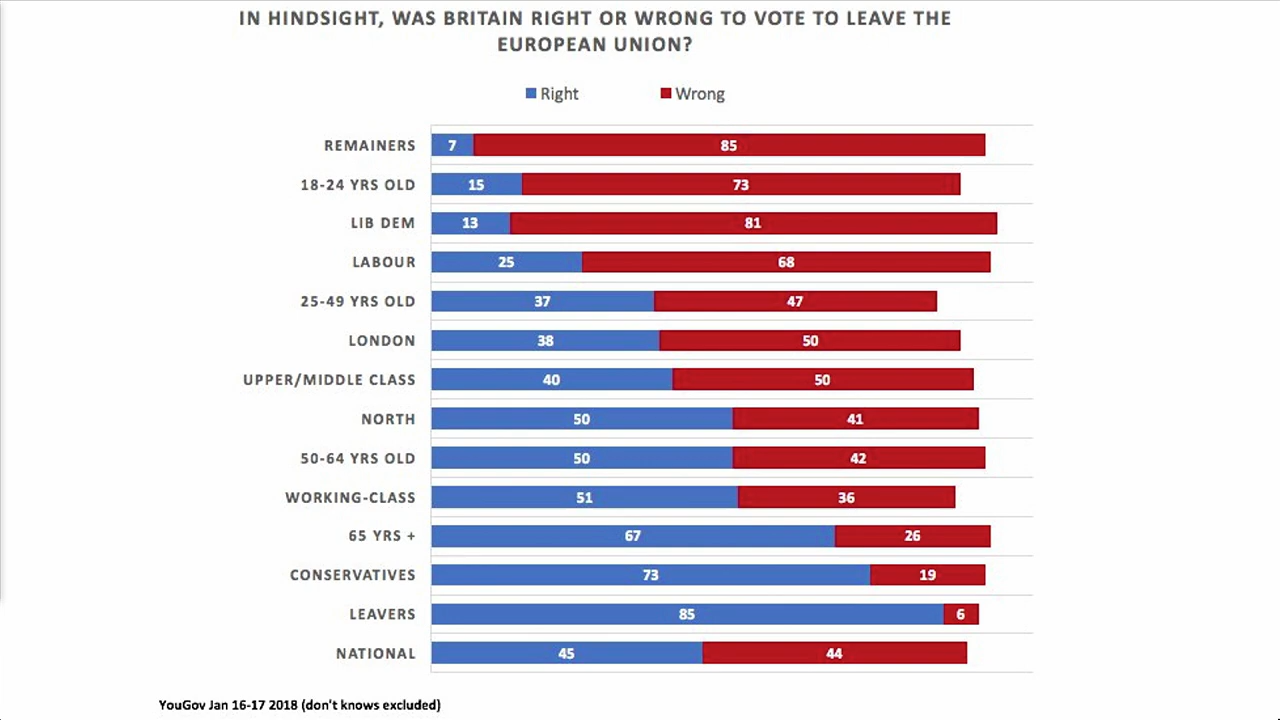 IN HINDSIGHT, WAS BRITAIN RIGHT OR WRONG TO VOTE TO LEAVE THE
EUROPEAN UNION?
Right Wrong
REMAINERS 7 85
18-24 YRS OLD 15 73
LIB DEM 13 81
LABOUR 25 68
25-49 YRS OLD 37 47
LONDON 38 50
UPPER/MIDDLE CLASS 40 50
NORTH 50 41
50-64 YRS OLD 50 42
WORKING-CLASS 51 36
65 YRS + 67 26
CONSERVATIVES 73 19
LEAVERS 85 6
NATIONAL 45 44
YouGov Jan 16-17 2018 (don't knows excluded)